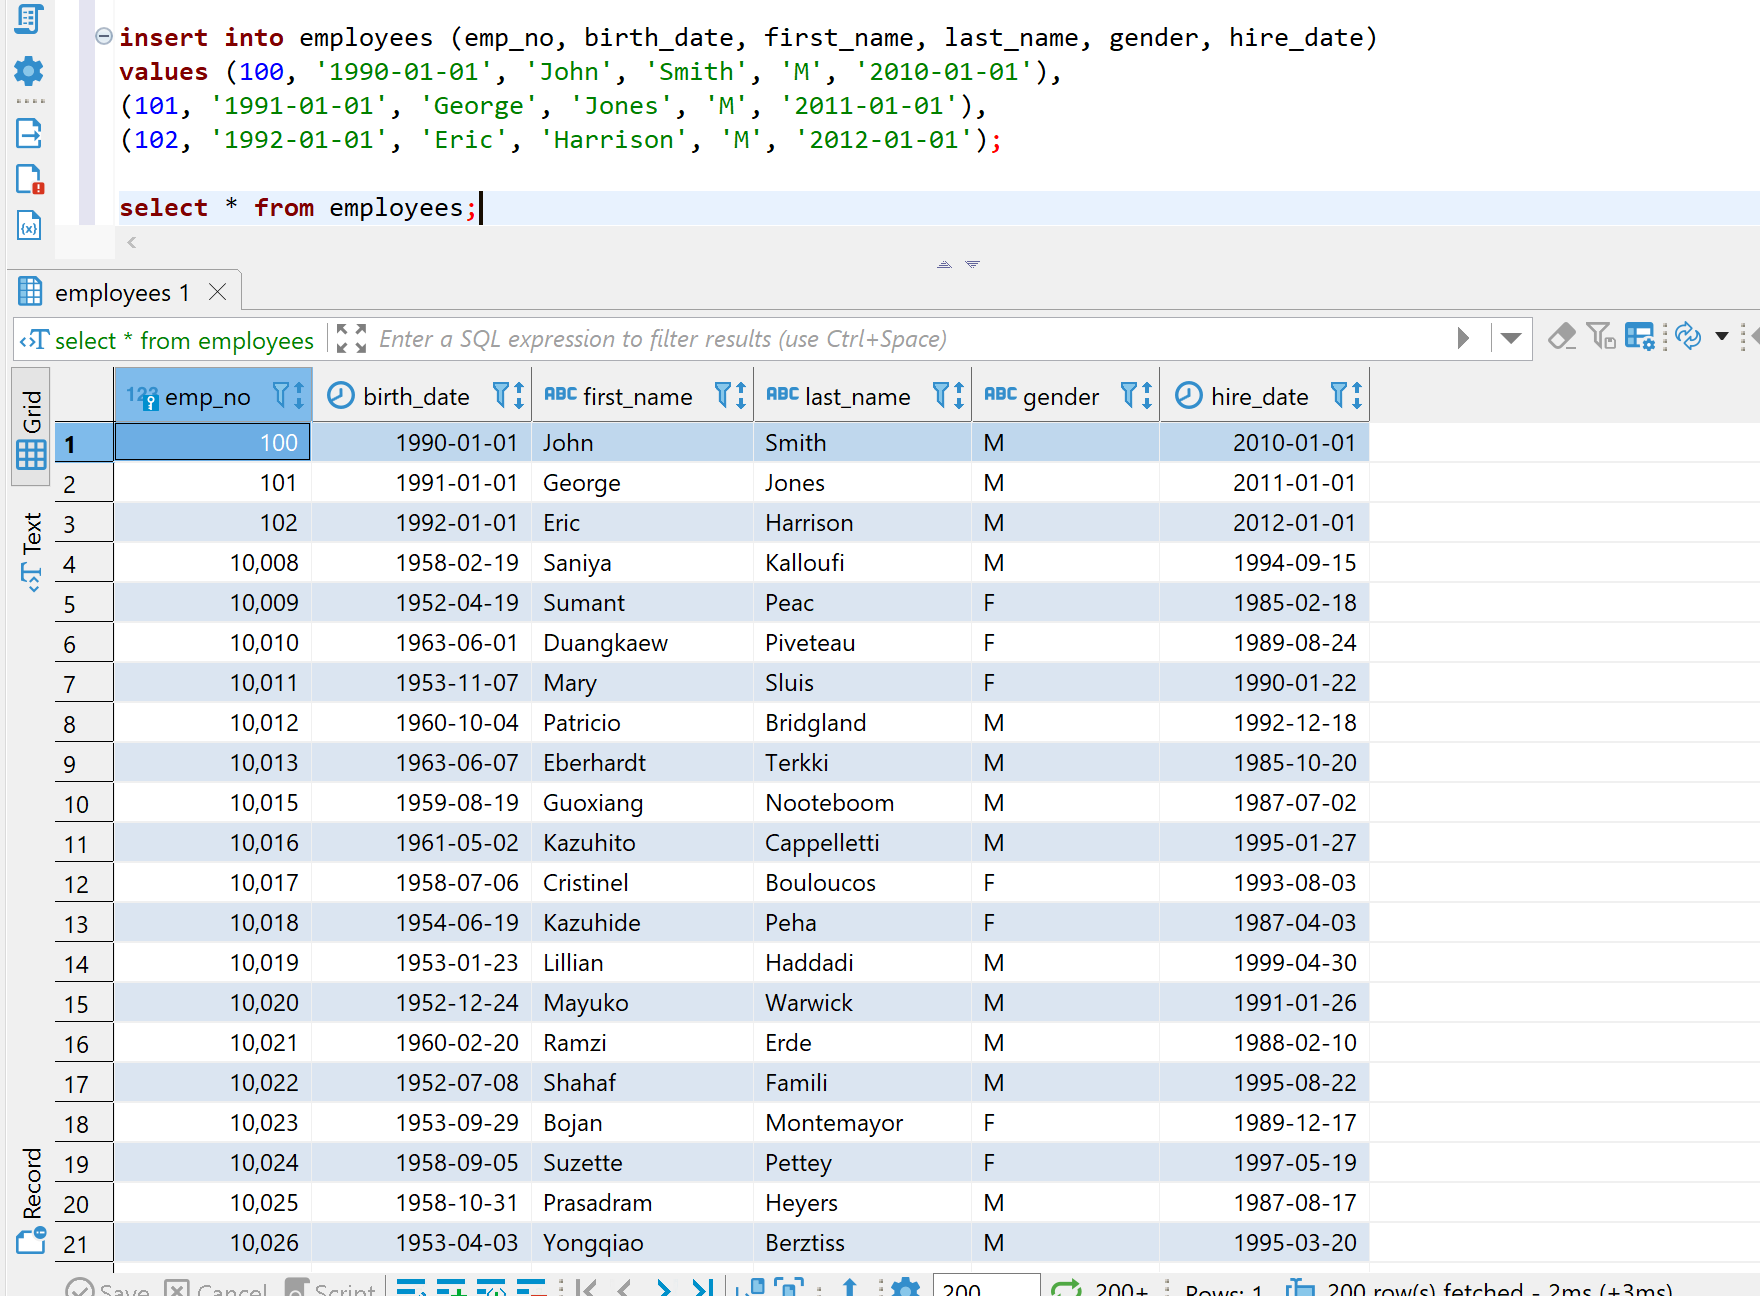 insert into employees (emp_no, birth_date, first_name, last_name, gender, hire_date)
values (100, '1990-01-01', 'John', 'Smith', 'M', '2010-01-01'),
(101, '1991-01-01', 'George', 'Jones', 'M', '2011-01-01'),
(102, '1992-01-01', 'Eric', 'Harrison', 'M', '2012-01-01');
select * from employees;
employees 1
select * from employees Enter a SQL expression to filter results (use Ctrl+Space)
Grid
Text
Record
123 emp_no birth_date ABC first_name ABC last_name ABC gender hire_date
1 100 1990-01-01 John Smith M 2010-01-01
2 101 1991-01-01 George Jones M 2011-01-01
3 102 1992-01-01 Eric Harrison M 2012-01-01
4 10,008 1958-02-19 Saniya Kalloufi M 1994-09-15
5 10,009 1952-04-19 Sumant Peac F 1985-02-18
6 10,010 1963-06-01 Duangkaew Piveteau F 1989-08-24
7 10,011 1953-11-07 Mary Sluis F 1990-01-22
8 10,012 1960-10-04 Patricio Bridgland M 1992-12-18
9 10,013 1963-06-07 Eberhardt Terkki M 1985-10-20
10 10,015 1959-08-19 Guoxiang Nooteboom M 1987-07-02
11 10,016 1961-05-02 Kazuhito Cappelletti M 1995-01-27
12 10,017 1958-07-06 Cristinel Bouloucos F 1993-08-03
13 10,018 1954-06-19 Kazuhide Peha F 1987-04-03
14 10,019 1953-01-23 Lillian Haddadi M 1999-04-30
15 10,020 1952-12-24 Mayuko Warwick M 1991-01-26
16 10,021 1960-02-20 Ramzi Erde M 1988-02-10
17 10,022 1952-07-08 Shahaf Famili M 1995-08-22
18 10,023 1953-09-29 Bojan Montemayor F 1989-12-17
19 10,024 1958-09-05 Suzette Pettey F 1997-05-19
20 10,025 1958-10-31 Prasadram Heyers M 1987-08-17
21 10,026 1953-04-03 Yongqiao Berztiss M 1995-03-20
Save Cancel Script 200 200+ Rows: 1 200 row(s) fetched - 2ms (+3ms)